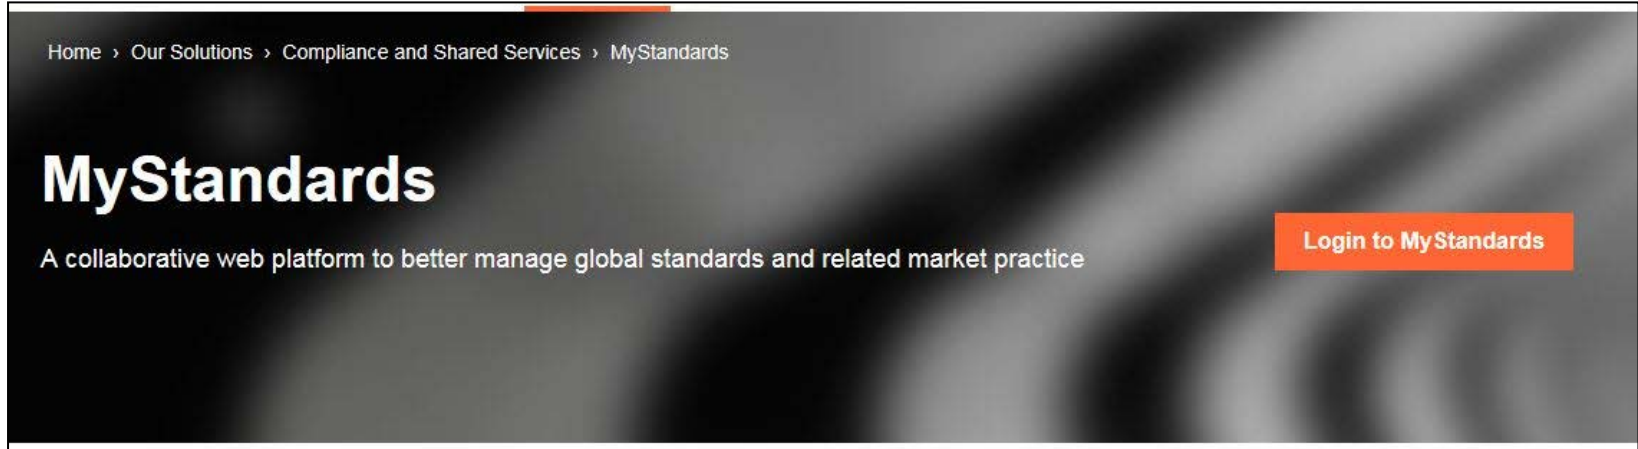 Home › Our Solutions › Compliance and Shared Services › MyStandards
MyStandards
A collaborative web platform to better manage global standards and related market practice
Login to MyStandards